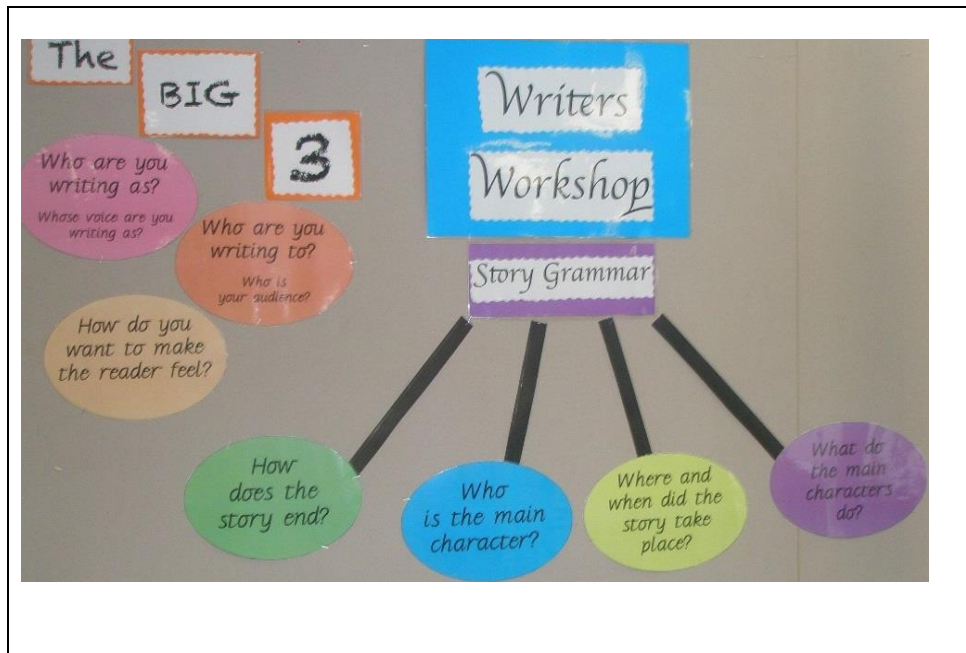 The
BIG
3
Who are you
writing as?
Whose voice are you
writing as?
Who are you
writing to?
Who is
your audience?
How do you
want to make
the reader feel?
Writers
Workshop
Story Grammar
How
does the
story end?
Who
is the main
character?
Where and
when did the
story take
place?
What do
the main
characters
do?